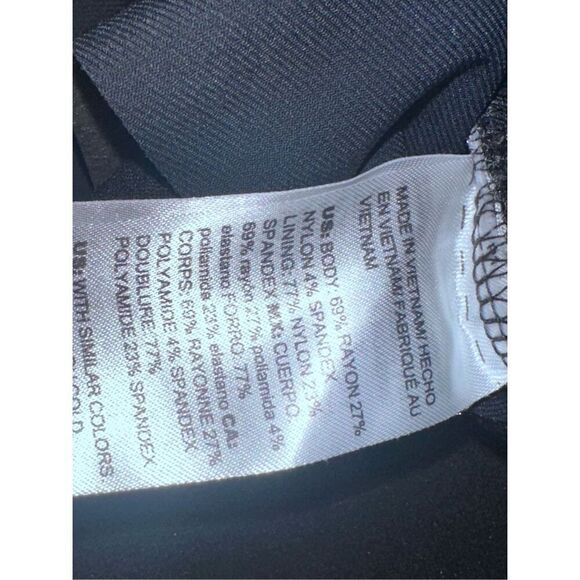 MADE IN VIETNAM/ HECHO
EN VIETNAM/ FABRIQUÉ AU
VIETNAM
US: BODY: 69% RAYON 27%
NYLON 4% SPANDEX
LINING: 77% NYLON 23%
SPANDEX MX: CUERPO:
69% rayón 27% poliamida 4%
elastano FORRO: 77%
poliamida 23% elastano CA:
CORPS: 69% RAYONNE 27%
POLYAMIDE 4% SPANDEX
DOUBLURE: 77%
POLYAMIDE 23% SPANDEX
US: WITH SIMILAR COLORS
COLD